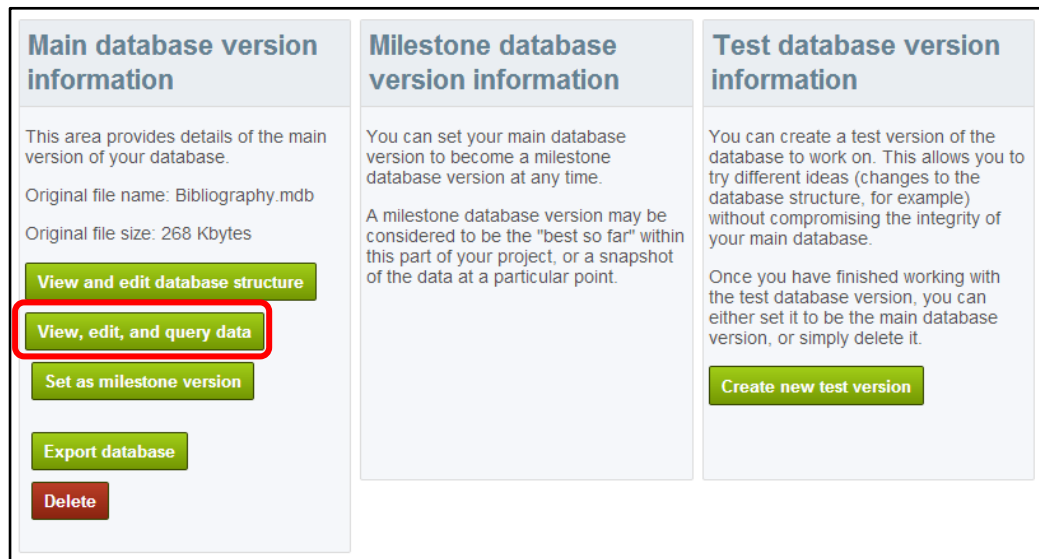 Main database version
information
This area provides details of the main
version of your database.
Original file name: Bibliography.mdb
Original file size: 268 Kbytes
View and edit database structure
View, edit, and query data
Set as milestone version
Export database
Delete
Milestone database
version information
You can set your main database
version to become a milestone
database version at any time.
A milestone database version may be
considered to be the "best so far" within
this part of your project, or a snapshot
of the data at a particular point.
Test database version
information
You can create a test version of the
database to work on. This allows you to
try different ideas (changes to the
database structure, for example)
without compromising the integrity of
your main database.
Once you have finished working with
the test database version, you can
either set it to be the main database
version, or simply delete it.
Create new test version